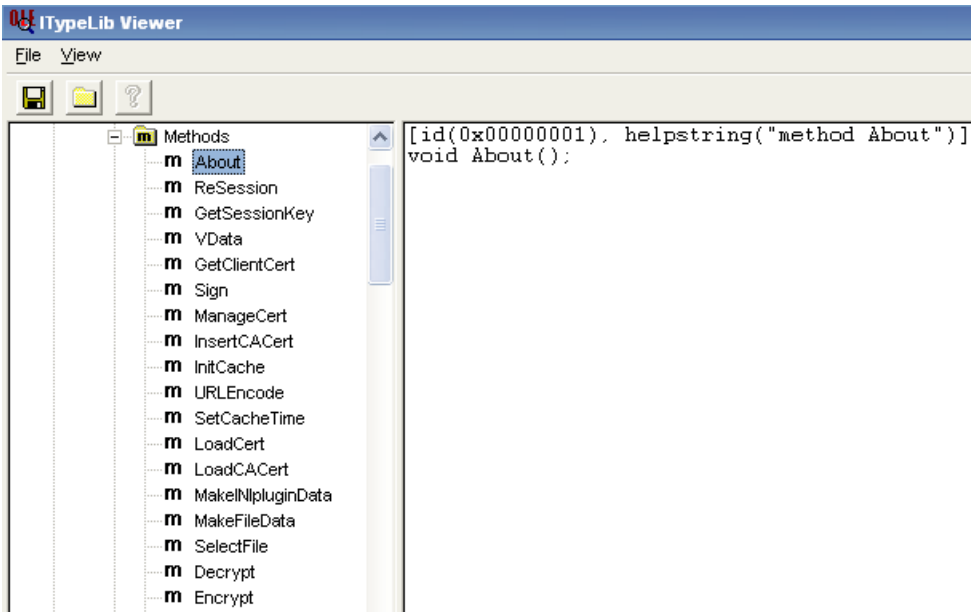 ITypeLib Viewer
File View
Methods
m About
m ReSession
m GetSessionKey
m VData
m GetClientCert
m Sign
m ManageCert
m InsertCACert
m InitCache
m URLEncode
m SetCacheTime
m LoadCert
m LoadCACert
m MakeINIpluginData
m MakeFileData
m SelectFile
m Decrypt
m Encrypt
[id(0x00000001), helpstring("method About")]
void About();